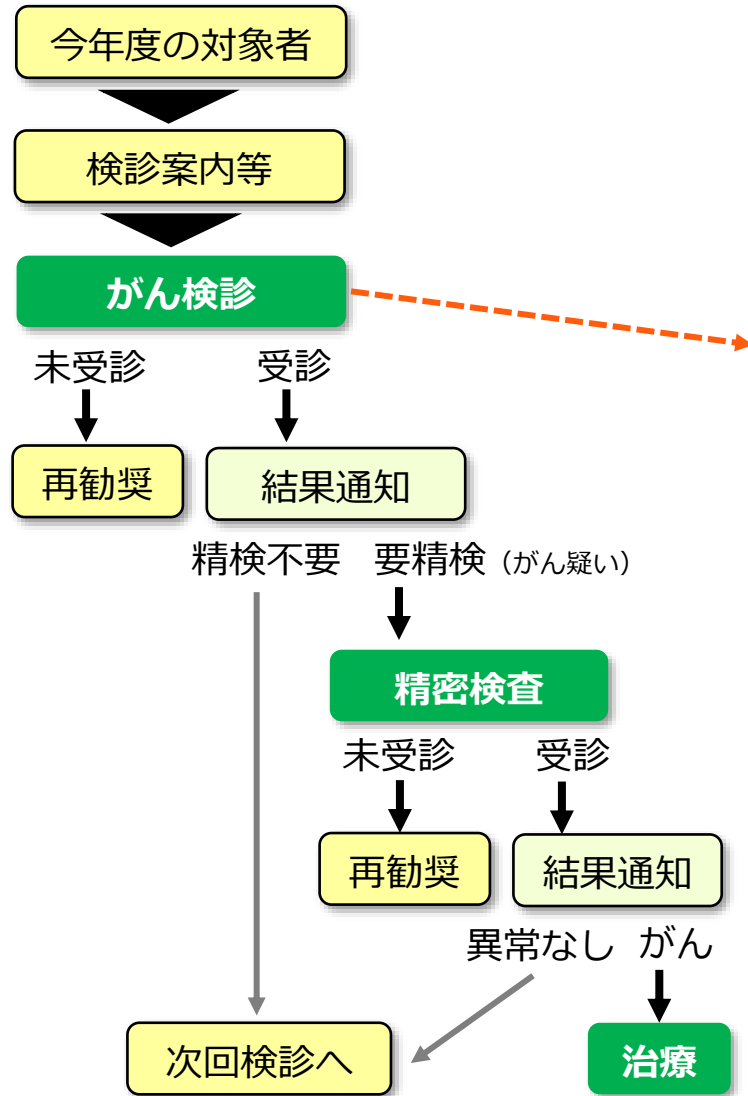 今年度の対象者
検診案内等
がん検診
未受診 受診
再勧奨 結果通知
精検不要 要精検（がん疑い）
精密検査
未受診 受診
再勧奨 結果通知
異常なし がん
次回検診へ 治療